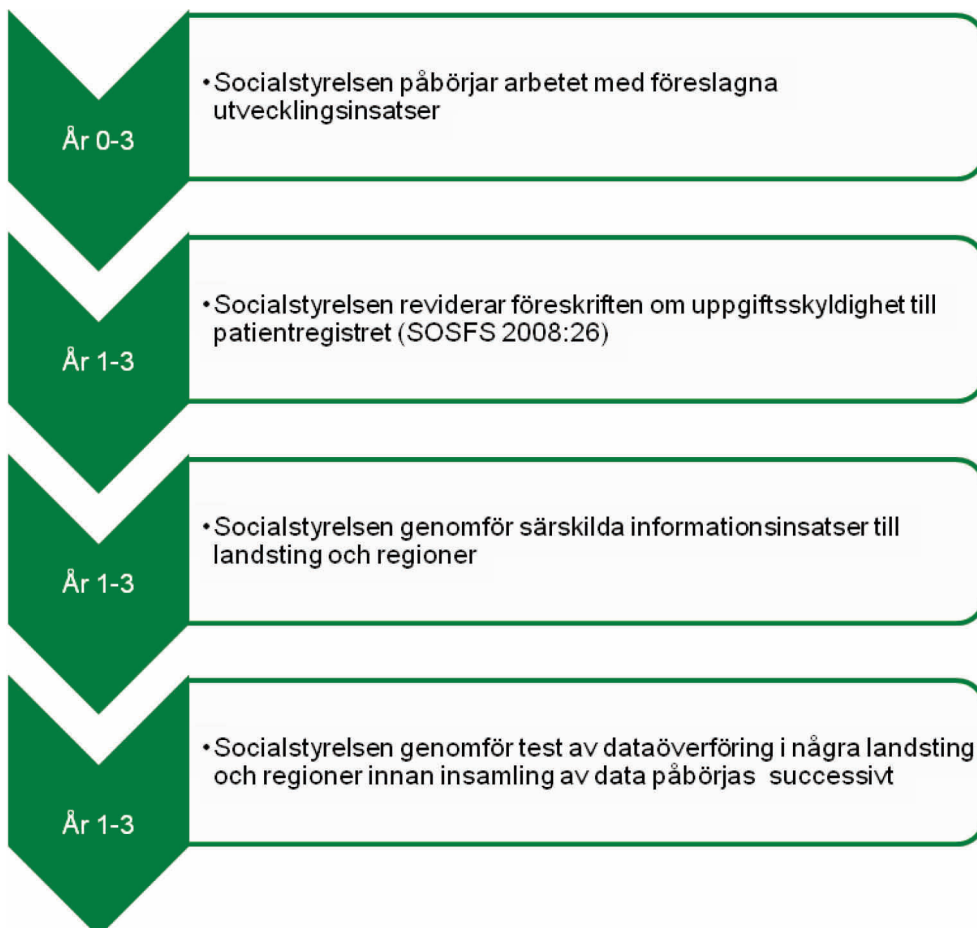 År 0-3
• Socialstyrelsen påbörjar arbetet med föreslagna
utvecklingsinsatser
År 1-3
• Socialstyrelsen reviderar föreskriften om uppgiftsskyldighet till
patientregistret (SOSFS 2008:26)
År 1-3
• Socialstyrelsen genomför särskilda informationsinsatser till
landsting och regioner
År 1-3
• Socialstyrelsen genomför test av dataöverföring i några landsting
och regioner innan insamling av data påbörjas  successivt